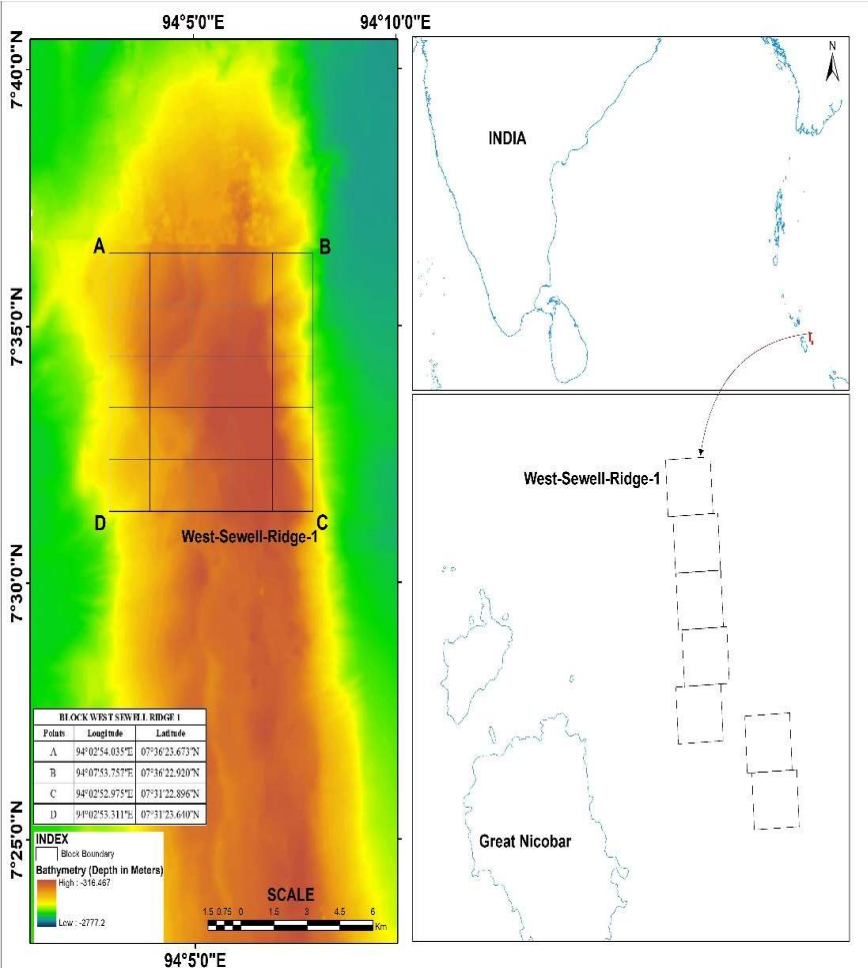 94°5'0"E 94°10'0"E
7°40'0"N
7°35'0"N
7°30'0"N
7°25'0"N
A B
D C
West-Sewell-Ridge-1
BLOCK WEST SEWELL RIDGE 1
Points Longitude Latitude
A 94°02'54.035"E 07°36'23.673"N
B 94°07'53.757"E 07°36'22.920"N
C 94°02'52.975"E 07°31'22.896"N
D 94°02'53.311"E 07°31'23.640"N
INDEX
Block Boundary
Bathymetry (Depth in Meters)
High : -316.467
Low : -2777.2
SCALE
1.5 0.75 0 1.5 3 4.5 6
Km
94°5'0"E
N
INDIA
West-Sewell-Ridge-1
Great Nicobar